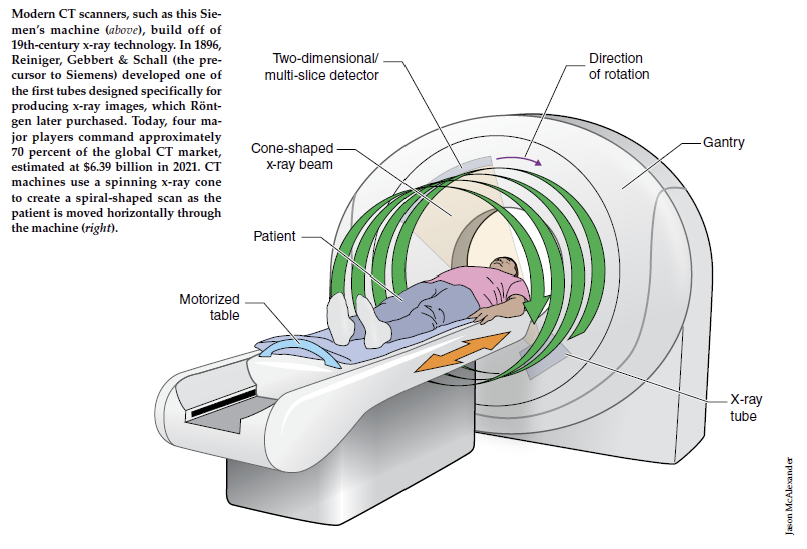 Modern CT scanners, such as this Sie-
men's machine (above), build off of
19th-century x-ray technology. In 1896,
Reiniger, Gebbert & Schall (the pre-
cursor to Siemens) developed one of
the first tubes designed specifically for
producing x-ray images, which Rönt-
gen later purchased. Today, four ma-
jor players command approximately
70 percent of the global CT market,
estimated at $6.39 billion in 2021. CT
machines use a spinning x-ray cone
to create a spiral-shaped scan as the
patient is moved horizontally through
the machine (right).
Two-dimensional/
multi-slice detector
Direction
of rotation
Cone-shaped
x-ray beam
Gantry
Patient
Motorized
table
X-ray
tube
Jason McAlexander